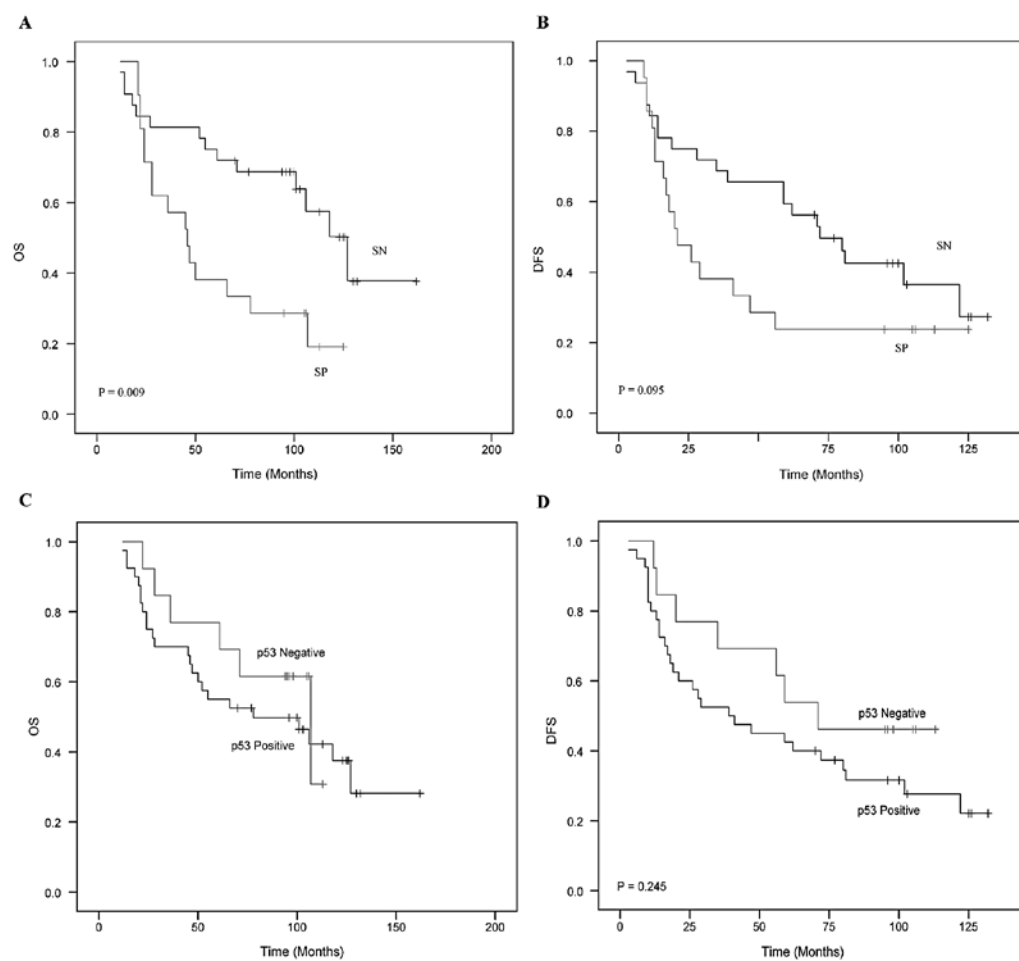 A
OS
1.0
0.8
0.6
0.4
0.2
0.0
SN
SP
P = 0.009
0 50 100 150 200
Time (Months)
B
DFS
1.0
0.8
0.6
0.4
0.2
0.0
SN
SP
P = 0.095
0 25 75 100 125
Time (Months)
C
OS
1.0
0.8
0.6
0.4
0.2
0.0
p53 Negative
p53 Positive
0 50 100 150 200
Time (Months)
D
DFS
1.0
0.8
0.6
0.4
0.2
0.0
p53 Negative
p53 Positive
P = 0.245
0 25 75 100 125
Time (Months)